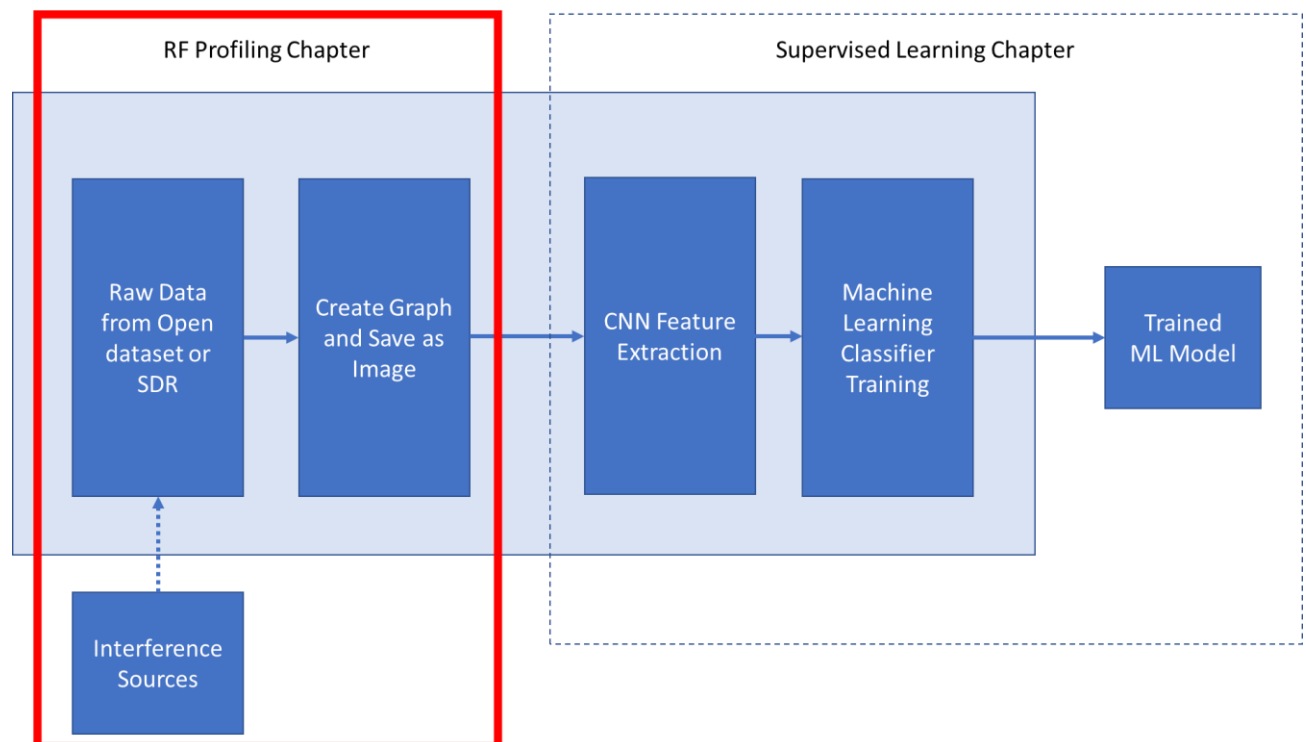 RF Profiling Chapter
Supervised Learning Chapter
Raw Data
from Open
dataset or
SDR
Create Graph
and Save as
Image
CNN Feature
Extraction
Machine
Learning
Classifier
Training
Trained
ML Model
Interference
Sources